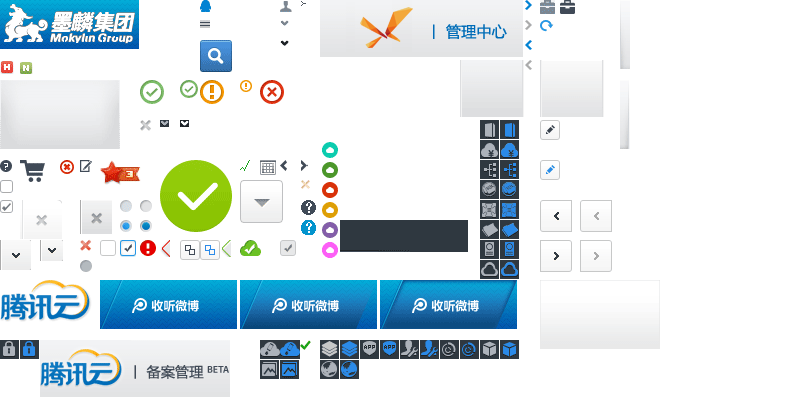 墨麟集团
Mokylin Group
| 管理中心
H
N
3
腾讯云
收听微博
收听微博
收听微博
腾讯云 | 备案管理 BETA
APP
APP